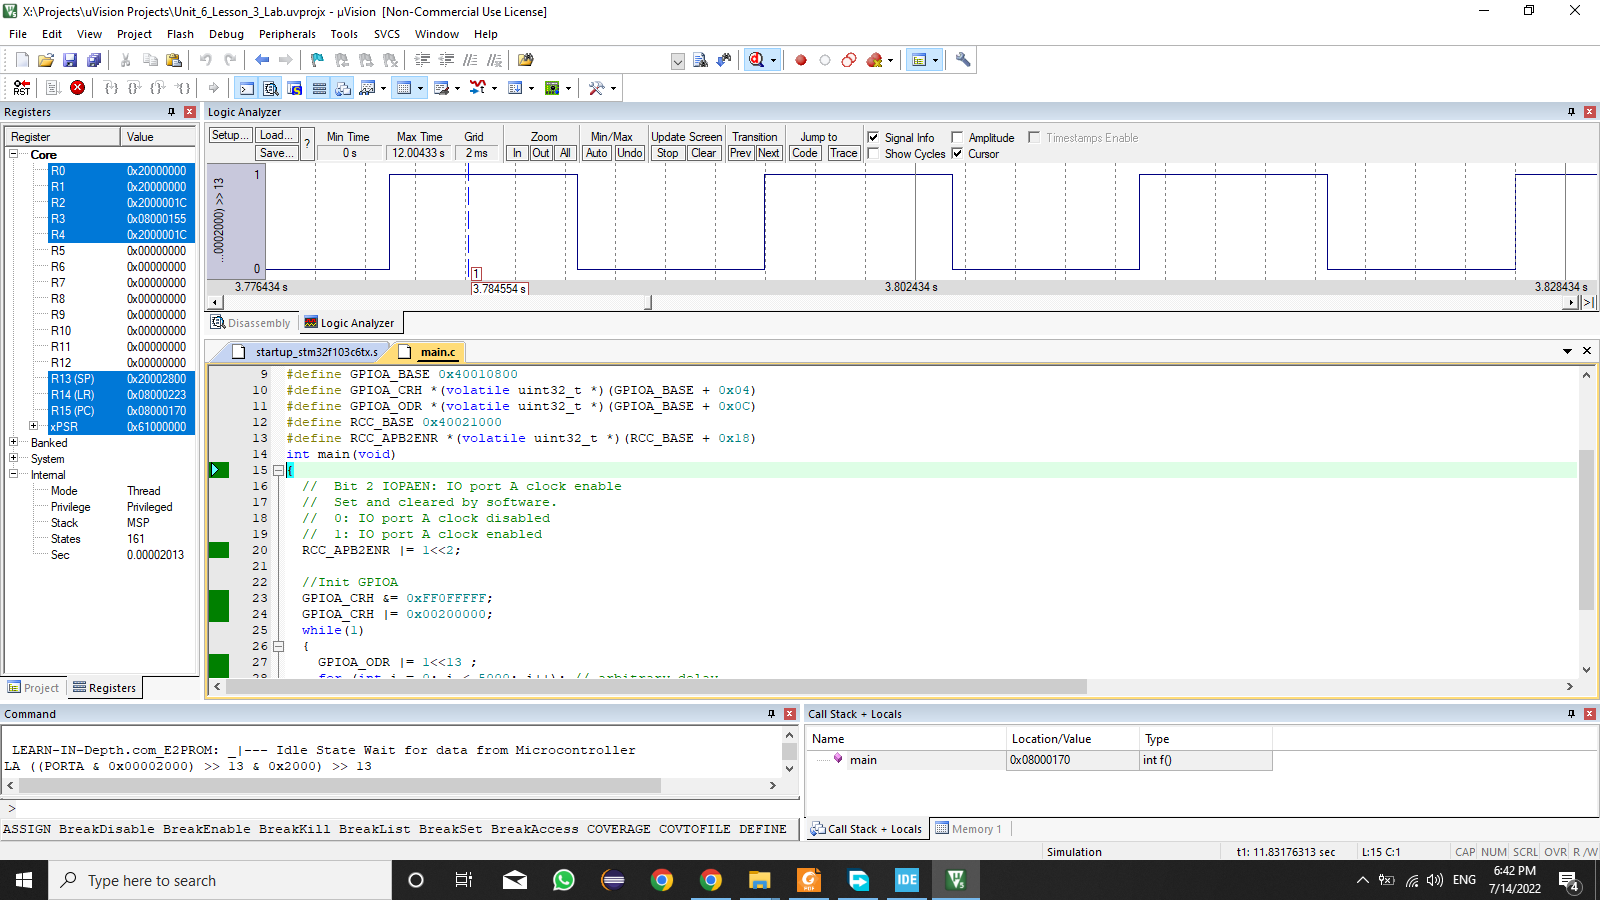 X:\Projects\uVision Projects\Unit_6_Lesson_3_Lab.uvprojx - µVision  [Non-Commercial Use License]
File Edit View Project Flash Debug Peripherals Tools SVCS Window Help
RST
Registers
Register Value
Core
R0 0x20000000
R1 0x20000000
R2 0x2000001C
R3 0x08000155
R4 0x2000001C
R5 0x00000000
R6 0x00000000
R7 0x00000000
R8 0x00000000
R9 0x00000000
R10 0x00000000
R11 0x00000000
R12 0x00000000
R13 (SP) 0x20002800
R14 (LR) 0x08000223
R15 (PC) 0x08000170
xPSR 0x61000000
Banked
System
Internal
Mode Thread
Privilege Privileged
Stack MSP
States 161
Sec 0.00002013
Project Registers
Logic Analyzer
Setup... Load... ? Min Time Max Time Grid Zoom Min/Max Update Screen Transition Jump to Signal Info Amplitude Timestamps Enable
Save... 0 s 12.00433 s 2 ms In Out All Auto Undo Stop Clear Prev Next Code Trace Show Cycles Cursor
...0002000) >> 13
1
0
1
3.776434 s 3.784554 s 3.802434 s 3.828434 s
Disassembly Logic Analyzer
startup_stm32f103c6tx.s main.c
9 #define GPIOA_BASE 0x40010800
10 #define GPIOA_CRH *(volatile uint32_t *)(GPIOA_BASE + 0x04)
11 #define GPIOA_ODR *(volatile uint32_t *)(GPIOA_BASE + 0x0C)
12 #define RCC_BASE 0x40021000
13 #define RCC_APB2ENR *(volatile uint32_t *)(RCC_BASE + 0x18)
14 int main(void)
15 {
16 //  Bit 2 IOPAEN: IO port A clock enable
17 //  Set and cleared by software.
18 //  0: IO port A clock disabled
19 //  1: IO port A clock enabled
20 RCC_APB2ENR |= 1<<2;
21
22 //Init GPIOA
23 GPIOA_CRH &= 0xFF0FFFFF;
24 GPIOA_CRH |= 0x00200000;
25 while(1)
26 {
27 GPIOA_ODR |= 1<<13 ;
28 for (int i = 0; i < 5000; i++); // arbitrary delay
Command
LEARN-IN-Depth.com_E2PROM: _|--- Idle State Wait for data from Microcontroller
LA ((PORTA & 0x00002000) >> 13 & 0x2000) >> 13
>
ASSIGN BreakDisable BreakEnable BreakKill BreakList BreakSet BreakAccess COVERAGE COVTOFILE DEFINE
Call Stack + Locals
Name Location/Value Type
main 0x08000170 int f()
Call Stack + Locals Memory 1
Simulation t1: 11.83176313 sec L:15 C:1 CAP NUM SCRL OVR R/W
Type here to search
IDE
ENG
6:42 PM
7/14/2022
4